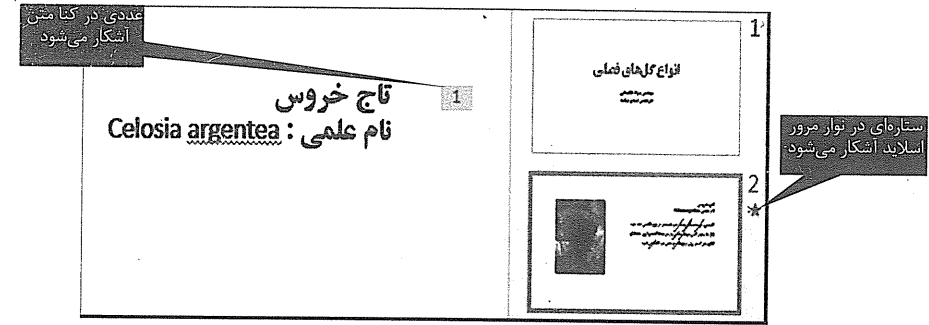 عددی در کنا متن
آشکار می‌شود
1
تاج خروس
نام علمی : Celosia argentea
1
انواع گل‌های فصلی
2
ستاره‌ای در نوار مرور
اسلاید آشکار می‌شود.